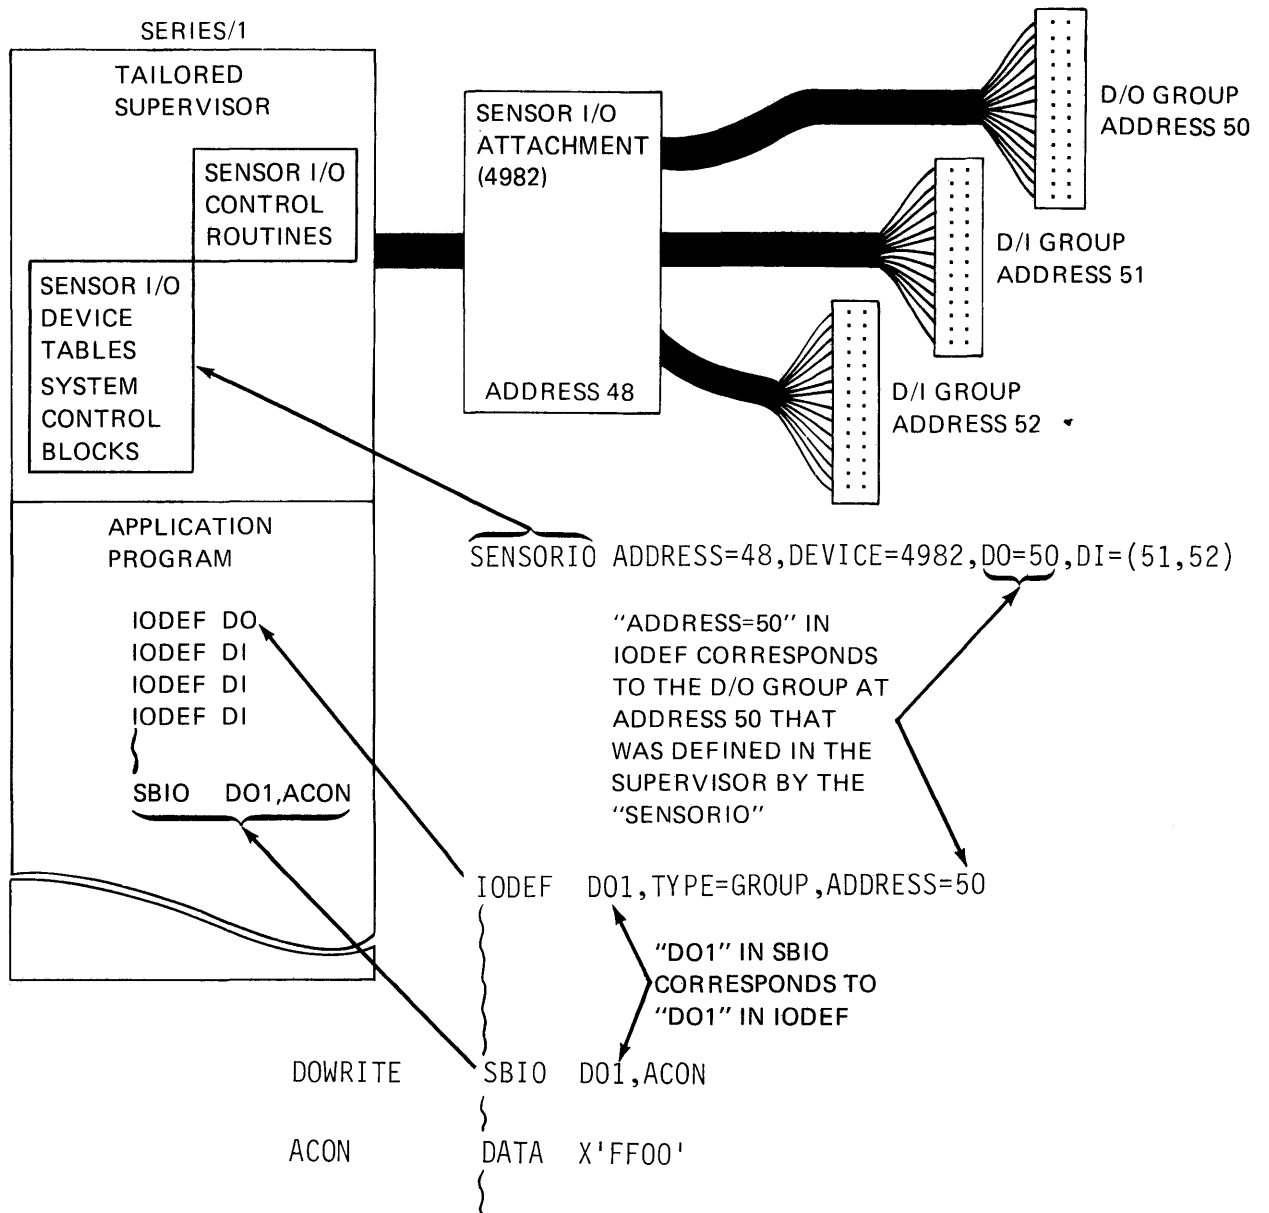 SERIES/1
TAILORED
SUPERVISOR
SENSOR I/O
CONTROL
ROUTINES
SENSOR I/O
DEVICE
TABLES
SYSTEM
CONTROL
BLOCKS
SENSOR I/O
ATTACHMENT
(4982)
ADDRESS 48
D/O GROUP
ADDRESS 50
D/I GROUP
ADDRESS 51
D/I GROUP
ADDRESS 52
APPLICATION
PROGRAM
IODEF DO
IODEF DI
IODEF DI
IODEF DI
SBIO DO1,ACON
SENSORIO ADDRESS=48,DEVICE=4982,DO=50,DI=(51,52)
"ADDRESS=50" IN
IODEF CORRESPONDS
TO THE D/O GROUP AT
ADDRESS 50 THAT
WAS DEFINED IN THE
SUPERVISOR BY THE
"SENSORIO"
IODEF DO1,TYPE=GROUP,ADDRESS=50
"DO1" IN SBIO
CORRESPONDS TO
"DO1" IN IODEF
DOWRITE SBIO DO1,ACON
ACON DATA X'FF00'